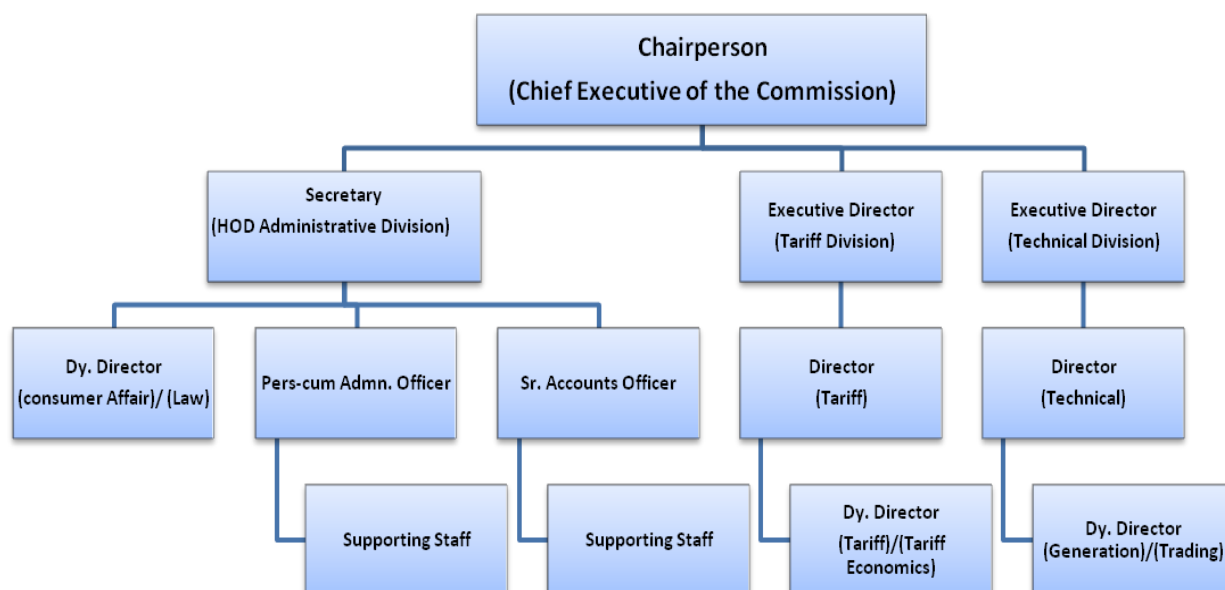 Chairperson
(Chief Executive of the Commission)
Secretary
(HOD Administrative Division)
Executive Director
(Tariff Division)
Executive Director
(Technical Division)
Dy. Director
(consumer Affair)/ (Law)
Pers-cum Admn. Officer
Sr. Accounts Officer
Director
(Tariff)
Director
(Technical)
Supporting Staff
Supporting Staff
Dy. Director
(Tariff)/(Tariff
Economics)
Dy. Director
(Generation)/(Trading)